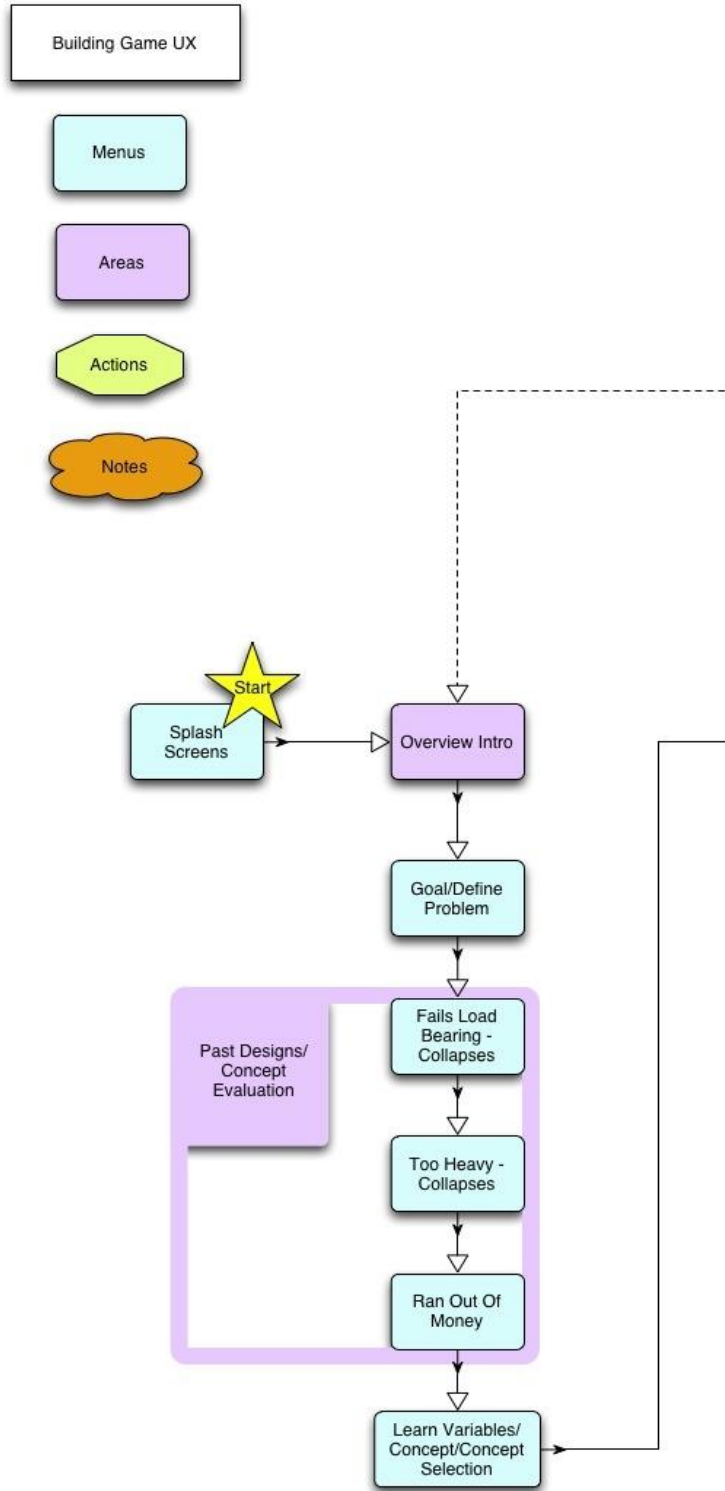 Building Game UX
Menus
Areas
Actions
Notes
Start
Splash
Screens
Overview Intro
Goal/Define
Problem
Past Designs/
Concept
Evaluation
Fails Load
Bearing -
Collapses
Too Heavy -
Collapses
Ran Out Of
Money
Learn Variables/
Concept/Concept
Selection